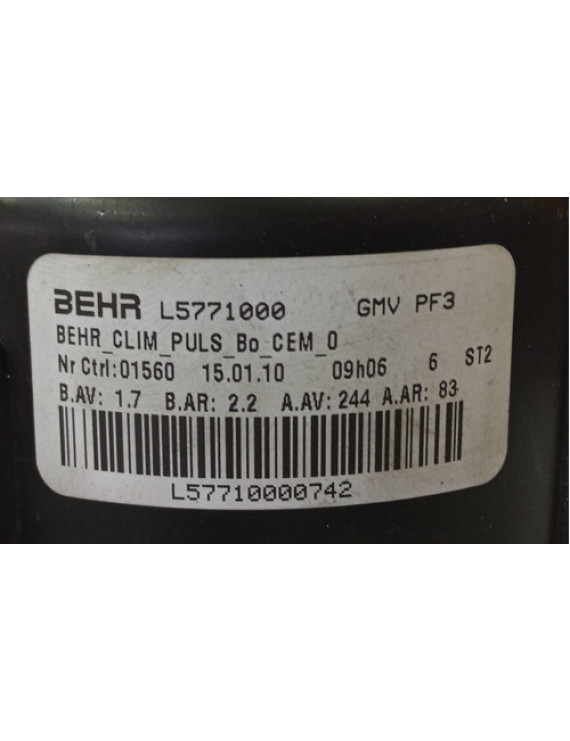 BEHR L5771000 GMV PF3
BEHR_CLIM_PULS_Bo_CEM_0
Nr Ctrl:01560 15.01.10 09h06 6 ST2
B.AV: 1.7 B.AR: 2.2 A.AV: 244 A.AR: 83
L57710000742